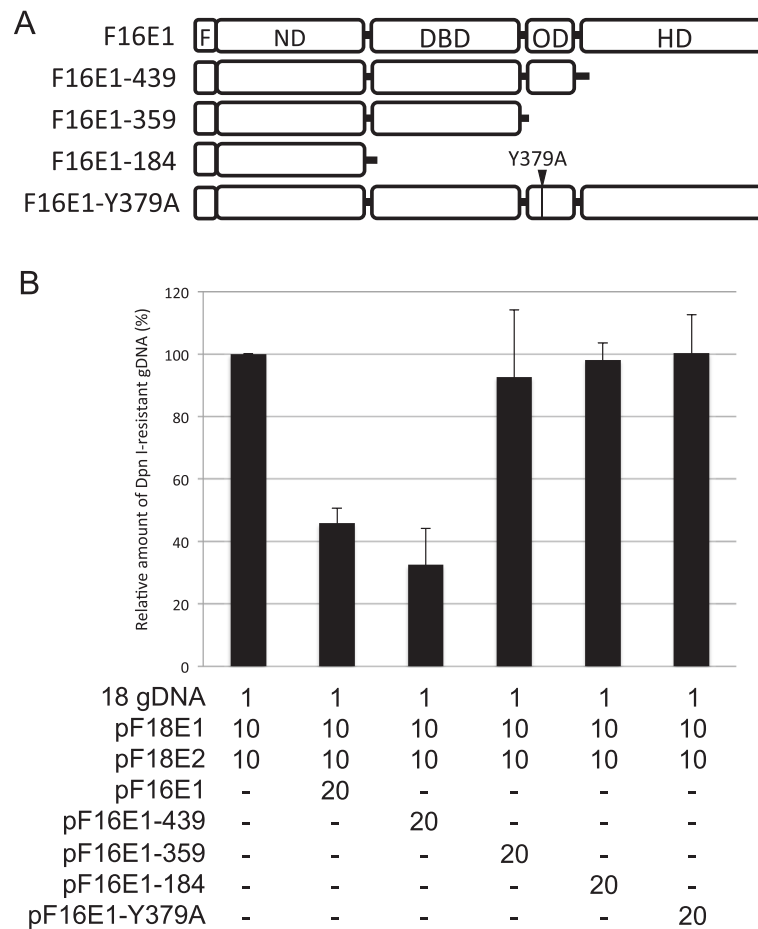 A
F16E1 F ND DBD OD HD
F16E1-439
F16E1-359
F16E1-184
Y379A
F16E1-Y379A
B
Relative amount of Dpn I-resistant gDNA (%)
120
100
80
60
40
20
0
18 gDNA 1 1 1 1 1 1
pF18E1 10 10 10 10 10 10
pF18E2 10 10 10 10 10 10
pF16E1 - 20 - - - -
pF16E1-439 - - 20 - - -
pF16E1-359 - - - 20 - -
pF16E1-184 - - - - 20 -
pF16E1-Y379A - - - - - 20